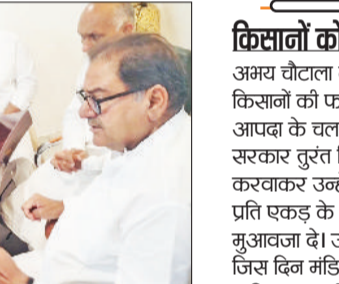 किसानों को
अभय चौटाला
किसानों की
आपदा के चल
सरकार तुरंत
करवाकर उन्हें
प्रति एकड़ के
मुआवजा दे।
जिस दिन मंडि